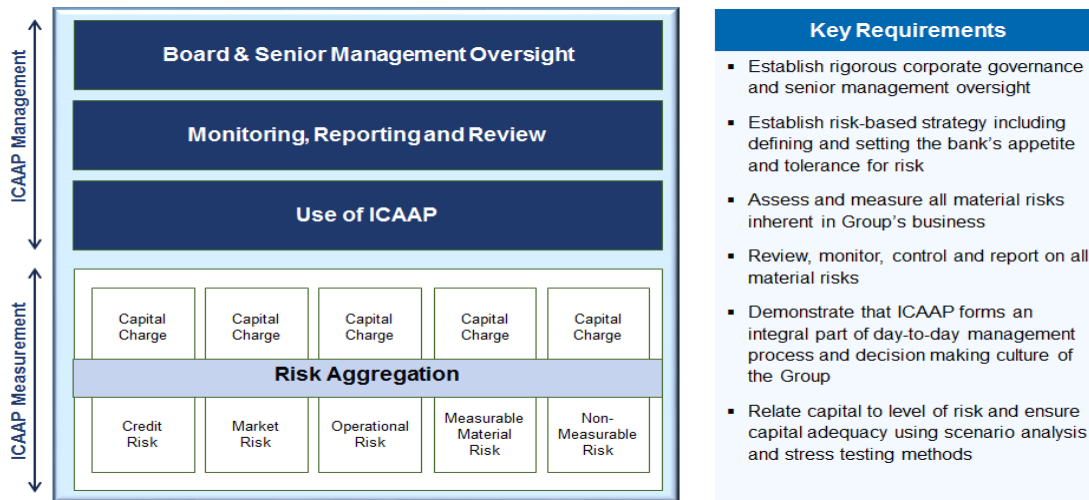 ICAAP Management
Board & Senior Management Oversight
Monitoring, Reporting and Review
Use of ICAAP
ICAAP Measurement
Capital
Charge
Capital
Charge
Capital
Charge
Capital
Charge
Capital
Charge
Risk Aggregation
Credit
Risk
Market
Risk
Operational
Risk
Measurable
Material
Risk
Non-
Measurable
Risk
Key Requirements
▪ Establish rigorous corporate governance
and senior management oversight
▪ Establish risk-based strategy including
defining and setting the bank's appetite
and tolerance for risk
▪ Assess and measure all material risks
inherent in Group's business
▪ Review, monitor, control and report on all
material risks
▪ Demonstrate that ICAAP forms an
integral part of day-to-day management
process and decision making culture of
the Group
▪ Relate capital to level of risk and ensure
capital adequacy using scenario analysis
and stress testing methods